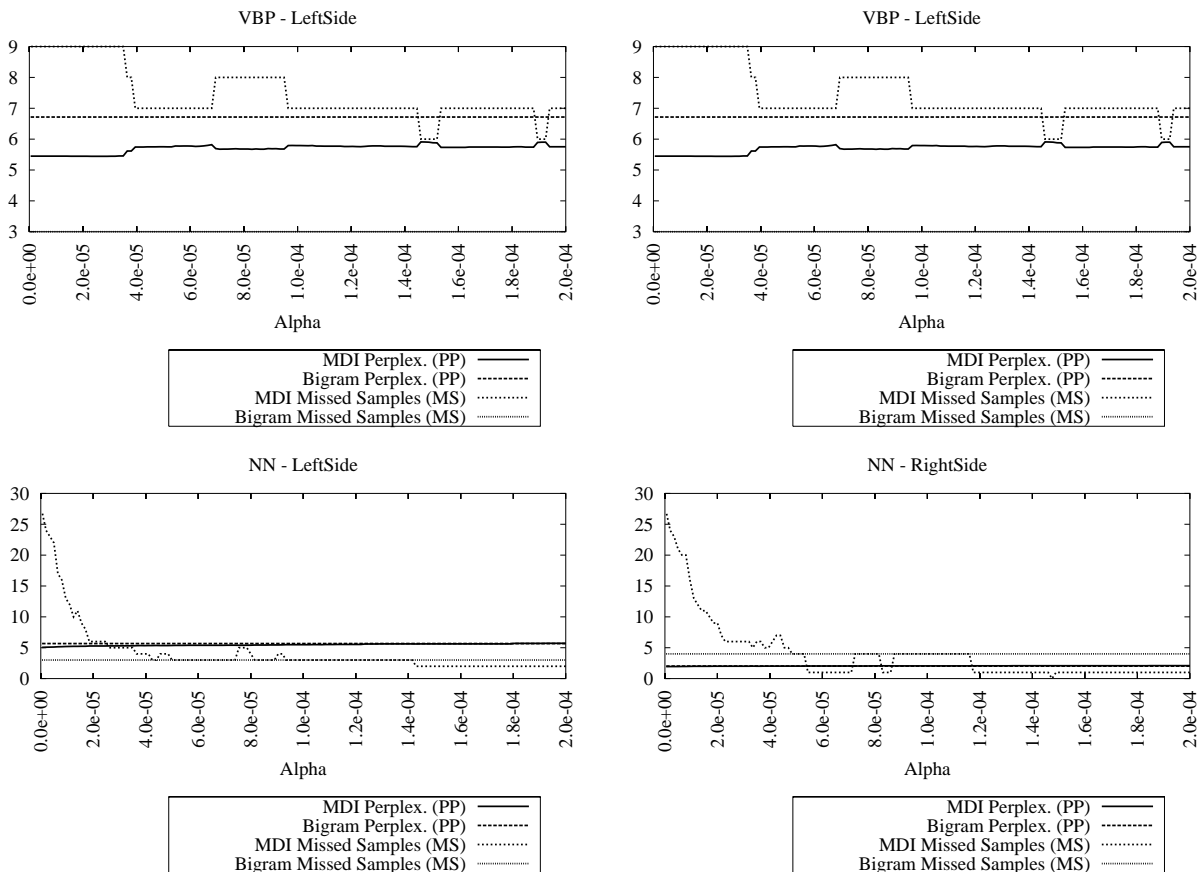 VBP - LeftSide
9
8
7
6
5
4
3
0.0e+00
2.0e-05
4.0e-05
6.0e-05
8.0e-05
1.0e-04
1.2e-04
1.4e-04
1.6e-04
1.8e-04
2.0e-04
Alpha
MDI Perplex. (PP)
Bigram Perplex. (PP)
MDI Missed Samples (MS)
Bigram Missed Samples (MS)
VBP - LeftSide
9
8
7
6
5
4
3
0.0e+00
2.0e-05
4.0e-05
6.0e-05
8.0e-05
1.0e-04
1.2e-04
1.4e-04
1.6e-04
1.8e-04
2.0e-04
Alpha
MDI Perplex. (PP)
Bigram Perplex. (PP)
MDI Missed Samples (MS)
Bigram Missed Samples (MS)
NN - LeftSide
30
25
20
15
10
5
0
0.0e+00
2.0e-05
4.0e-05
6.0e-05
8.0e-05
1.0e-04
1.2e-04
1.4e-04
1.6e-04
1.8e-04
2.0e-04
Alpha
MDI Perplex. (PP)
Bigram Perplex. (PP)
MDI Missed Samples (MS)
Bigram Missed Samples (MS)
NN - RightSide
30
25
20
15
10
5
0
0.0e+00
2.0e-05
4.0e-05
6.0e-05
8.0e-05
1.0e-04
1.2e-04
1.4e-04
1.6e-04
1.8e-04
2.0e-04
Alpha
MDI Perplex. (PP)
Bigram Perplex. (PP)
MDI Missed Samples (MS)
Bigram Missed Samples (MS)